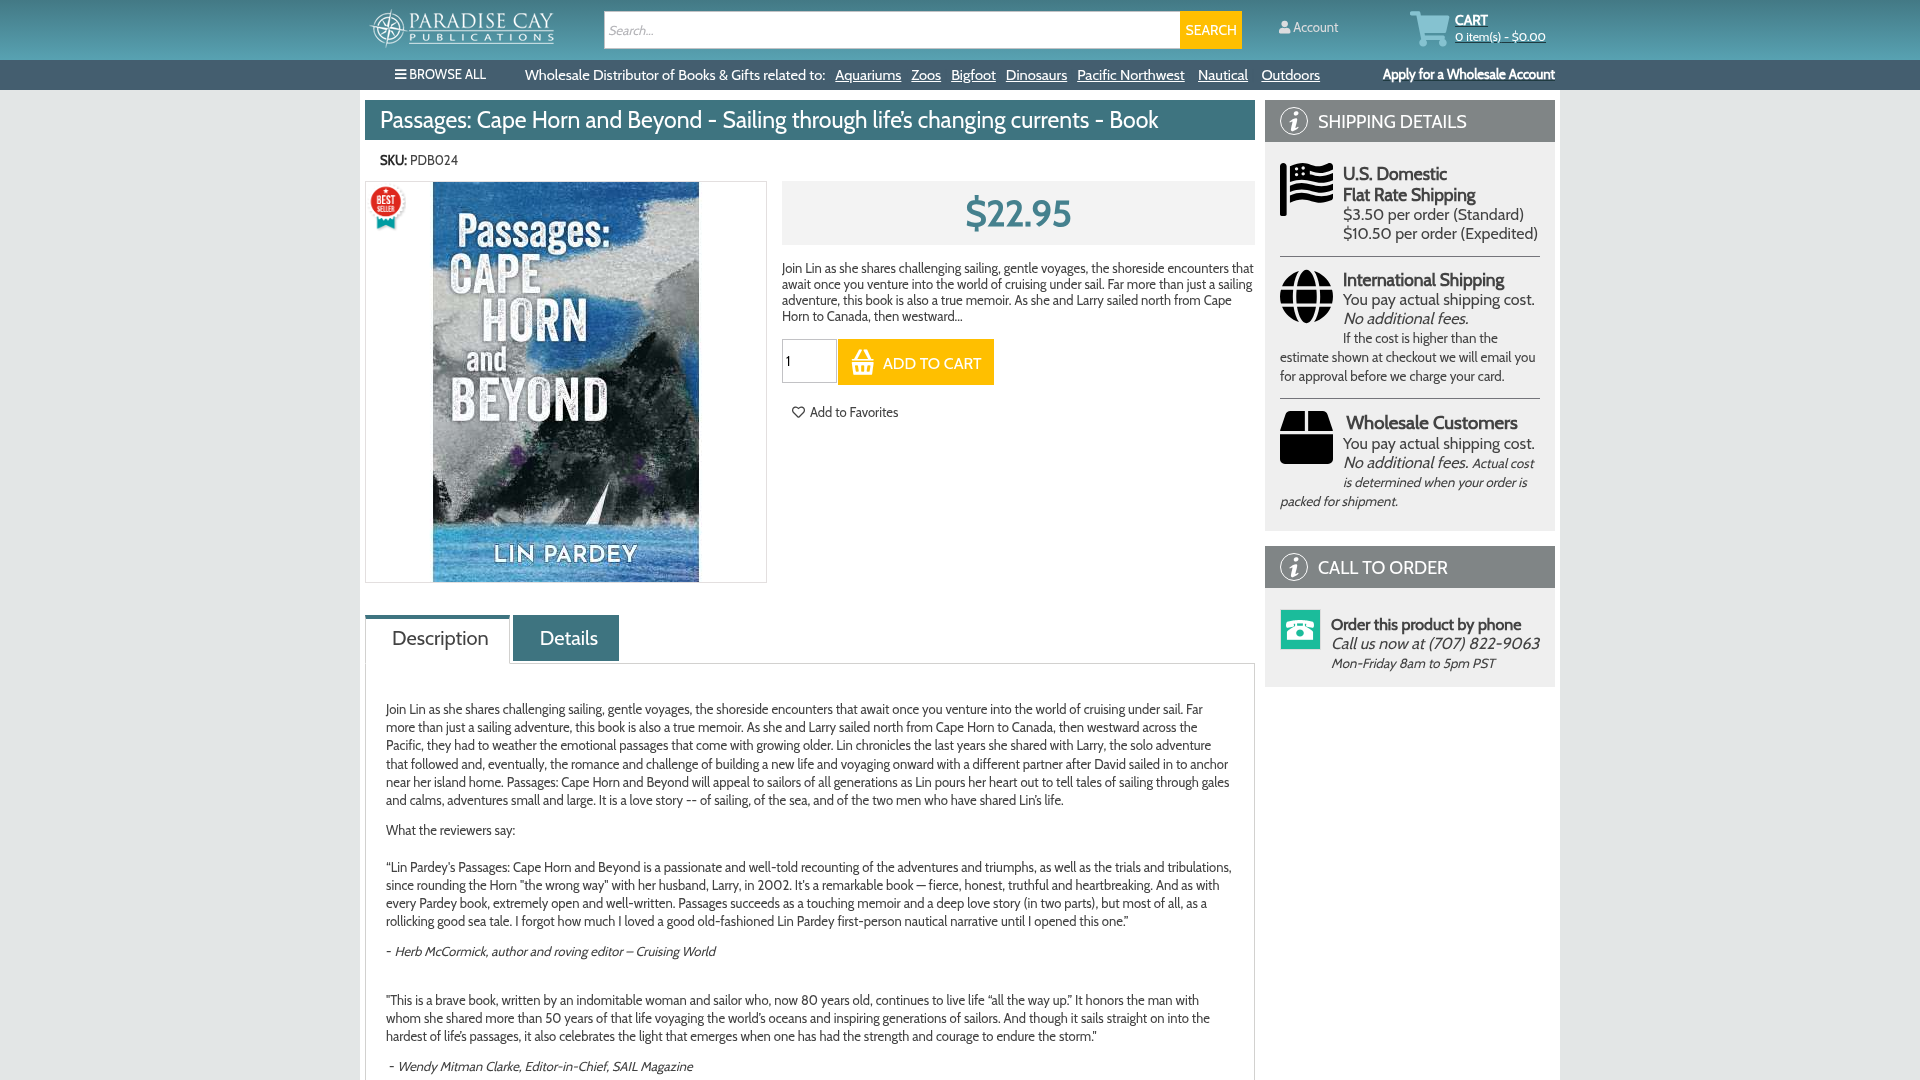 PARADISE CAY
PUBLICATIONS
Search...
SEARCH
Account
CART
0 item(s) - $0.00
BROWSE ALL
Wholesale Distributor of Books & Gifts related to: Aquariums Zoos Bigfoot Dinosaurs Pacific Northwest Nautical Outdoors
Apply for a Wholesale Account
Passages: Cape Horn and Beyond - Sailing through life’s changing currents - Book
SKU: PDB024
BEST
SELLER
Passages:
CAPE
HORN
and
BEYOND
LIN PARDEY
$22.95
Join Lin as she shares challenging sailing, gentle voyages, the shoreside encounters that
await once you venture into the world of cruising under sail. Far more than just a sailing
adventure, this book is also a true memoir. As she and Larry sailed north from Cape
Horn to Canada, then westward...
1
ADD TO CART
Add to Favorites
Description
Details
Join Lin as she shares challenging sailing, gentle voyages, the shoreside encounters that await once you venture into the world of cruising under sail. Far
more than just a sailing adventure, this book is also a true memoir. As she and Larry sailed north from Cape Horn to Canada, then westward across the
Pacific, they had to weather the emotional passages that come with growing older. Lin chronicles the last years she shared with Larry, the solo adventure
that followed and, eventually, the romance and challenge of building a new life and voyaging onward with a different partner after David sailed in to anchor
near her island home. Passages: Cape Horn and Beyond will appeal to sailors of all generations as Lin pours her heart out to tell tales of sailing through gales
and calms, adventures small and large. It is a love story -- of sailing, of the sea, and of the two men who have shared Lin’s life.
What the reviewers say:
“Lin Pardey's Passages: Cape Horn and Beyond is a passionate and well-told recounting of the adventures and triumphs, as well as the trials and tribulations,
since rounding the Horn "the wrong way" with her husband, Larry, in 2002. It's a remarkable book — fierce, honest, truthful and heartbreaking. And as with
every Pardey book, extremely open and well-written. Passages succeeds as a touching memoir and a deep love story (in two parts), but most of all, as a
rollicking good sea tale. I forgot how much I loved a good old-fashioned Lin Pardey first-person nautical narrative until I opened this one.”
- Herb McCormick, author and roving editor – Cruising World
"This is a brave book, written by an indomitable woman and sailor who, now 80 years old, continues to live life “all the way up.” It honors the man with
whom she shared more than 50 years of that life voyaging the world’s oceans and inspiring generations of sailors. And though it sails straight on into the
hardest of life’s passages, it also celebrates the light that emerges when one has had the strength and courage to endure the storm."
- Wendy Mitman Clarke, Editor-in-Chief, SAIL Magazine
SHIPPING DETAILS
U.S. Domestic
Flat Rate Shipping
$3.50 per order (Standard)
$10.50 per order (Expedited)
International Shipping
You pay actual shipping cost.
No additional fees.
If the cost is higher than the
estimate shown at checkout we will email you
for approval before we charge your card.
Wholesale Customers
You pay actual shipping cost.
No additional fees. Actual cost
is determined when your order is
packed for shipment.
CALL TO ORDER
Order this product by phone
Call us now at (707) 822-9063
Mon-Friday 8am to 5pm PST